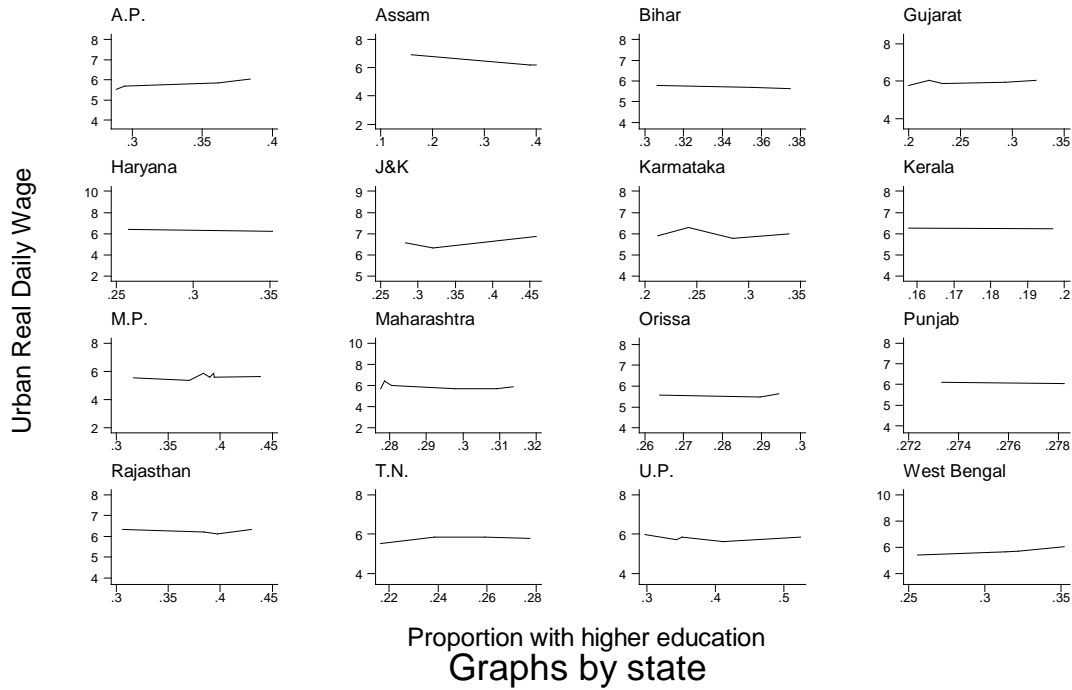 Urban Real Daily Wage
A.P.
8
7
6
5
4
.3 .35 .4
Assam
8
6
4
2
.1 .2 .3 .4
Bihar
8
7
6
5
4
.3 .32 .34 .36 .38
Gujarat
8
6
4
.2 .25 .3 .35
Haryana
10
8
6
4
2
.25 .3 .35
J&K
9
8
7
6
5
.25 .3 .35 .4 .45
Karmataka
8
7
6
5
4
.2 .25 .3 .35
Kerala
9
8
7
6
5
4
.16 .17 .18 .19 .2
M.P.
8
6
4
2
.3 .35 .4 .45
Maharashtra
10
8
6
4
2
.28 .29 .3 .31 .32
Orissa
8
7
6
5
4
.26 .27 .28 .29 .3
Punjab
8
7
6
5
4
.272 .274 .276 .278
Rajasthan
8
7
6
5
4
.3 .35 .4 .45
T.N.
8
6
4
.22 .24 .26 .28
U.P.
8
6
4
.3 .4 .5
West Bengal
10
8
6
4
.25 .3 .35
Proportion with higher education
Graphs by state